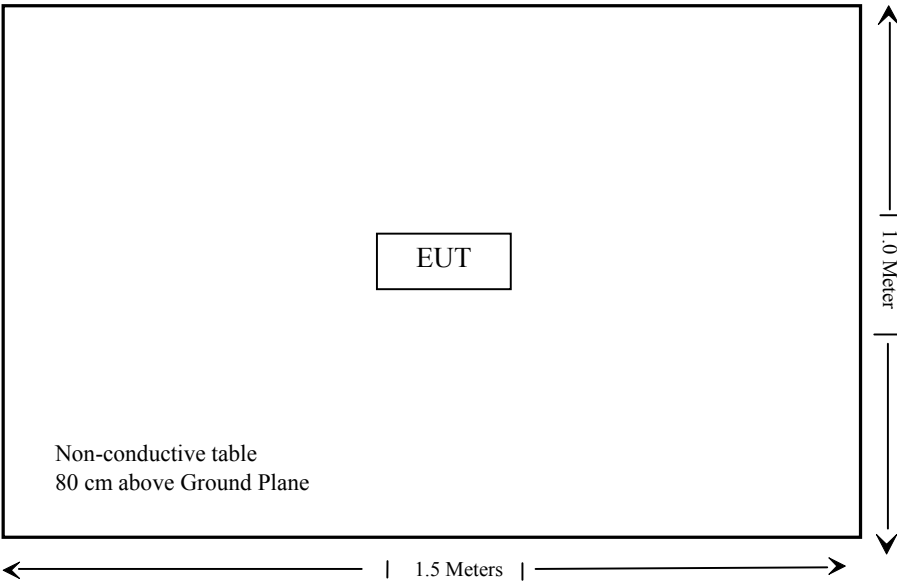 EUT
1.0 Meter
Non-conductive table
80 cm above Ground Plane
1.5 Meters